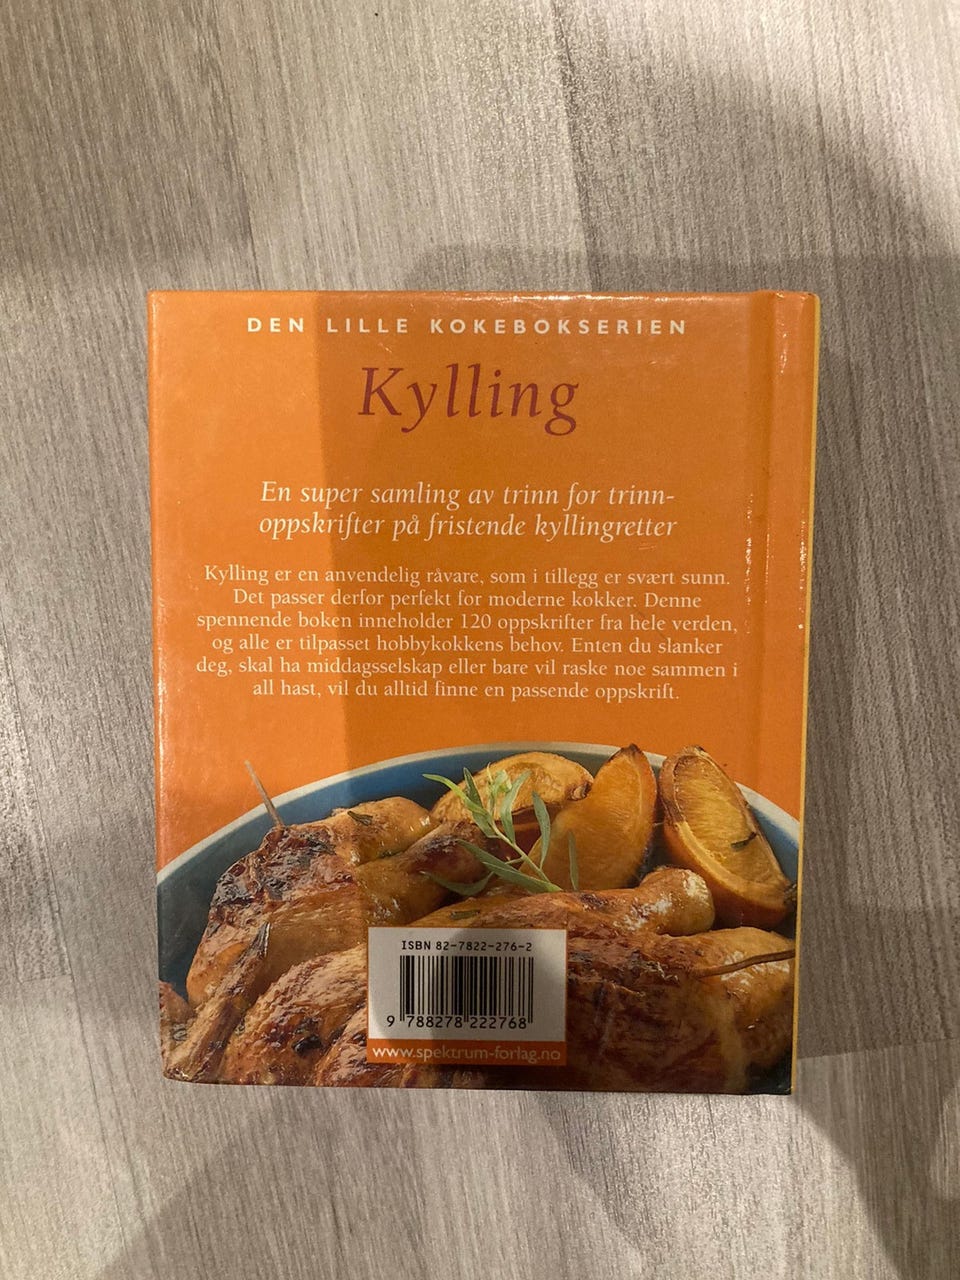 DEN LILLE KOKEBOKSERIEN
Kylling
En super samling av trinn for trinn-
oppskrifter på fristende kyllingretter
Kylling er en anvendelig råvare, som i tillegg er svært sunn.
Det passer derfor perfekt for moderne kokker. Denne
spennende boken inneholder 120 oppskrifter fra hele verden,
og alle er tilpasset hobbykokkens behov. Enten du slanker
deg, skal ha middagsselskap eller bare vil raske noe sammen i
all hast, vil du alltid finne en passende oppskrift.
ISBN 82-7822-276-2
9 788278 222768
www.spektrum-forlag.no